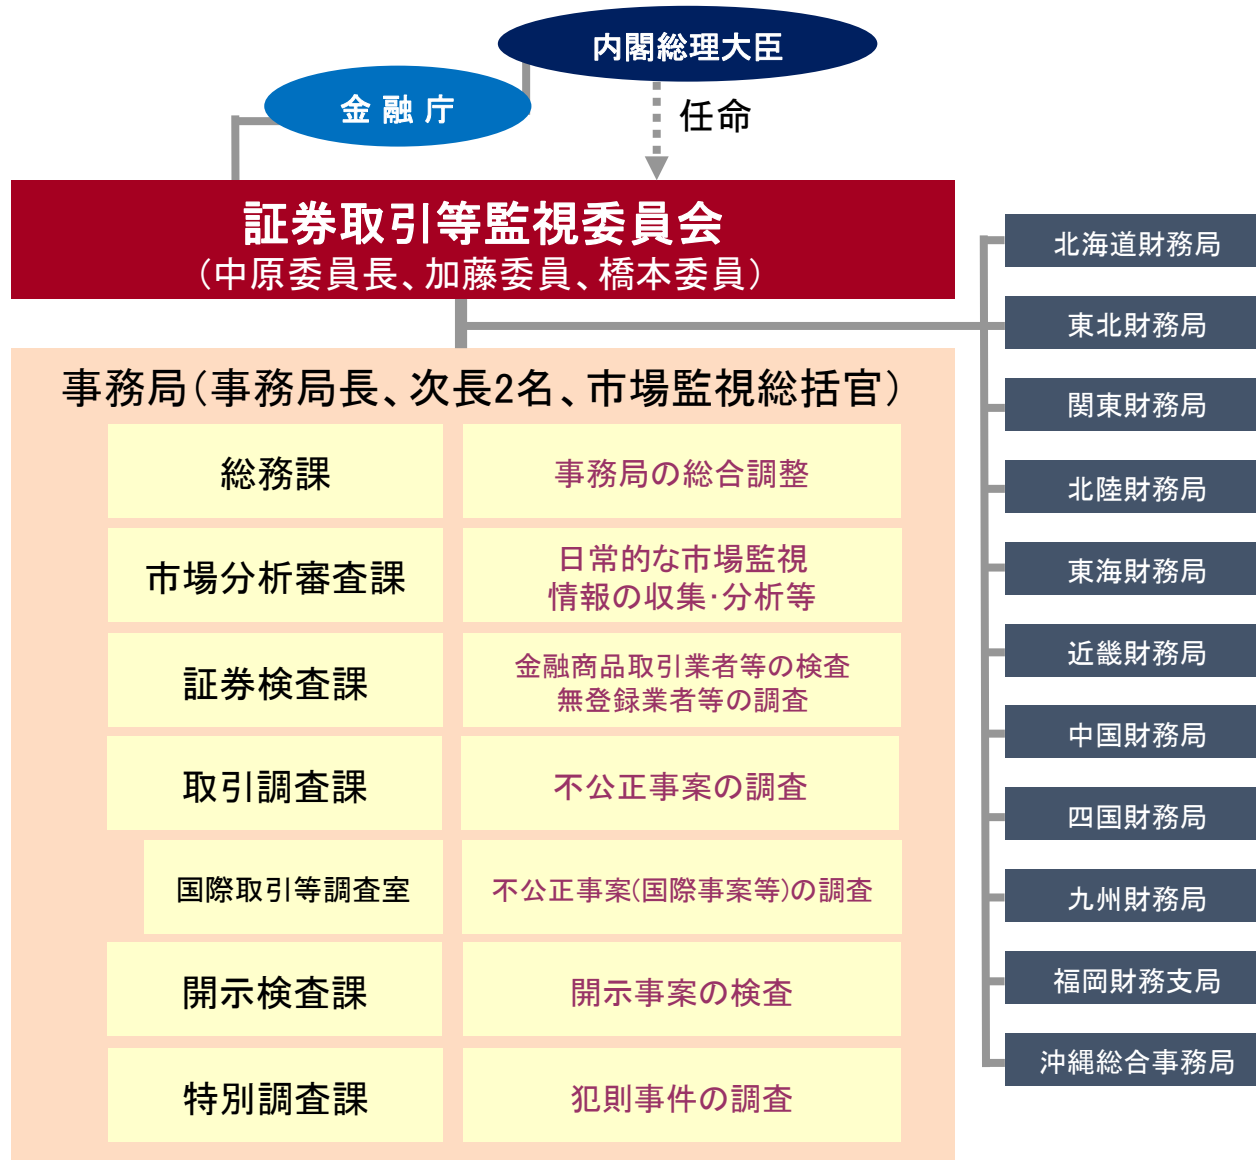 内閣総理大臣
金融庁
任命
証券取引等監視委員会
(中原委員長、加藤委員、橋本委員)
事務局(事務局長、次長2名、市場監視総括官)
総務課
事務局の総合調整
市場分析審査課
日常的な市場監視
情報の収集・分析等
証券検査課
金融商品取引業者等の検査
無登録業者等の調査
取引調査課
不公正事案の調査
国際取引等調査室
不公正事案(国際事案等)の調査
開示検査課
開示事案の検査
特別調査課
犯則事件の調査
北海道財務局
東北財務局
関東財務局
北陸財務局
東海財務局
近畿財務局
中国財務局
四国財務局
九州財務局
福岡財務支局
沖縄総合事務局